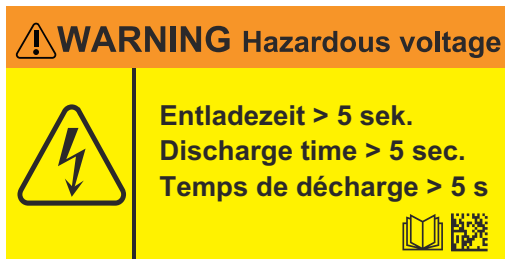 WARNING Hazardous voltage
Entladezeit > 5 sek.
Discharge time > 5 sec.
Temps de décharge > 5 s